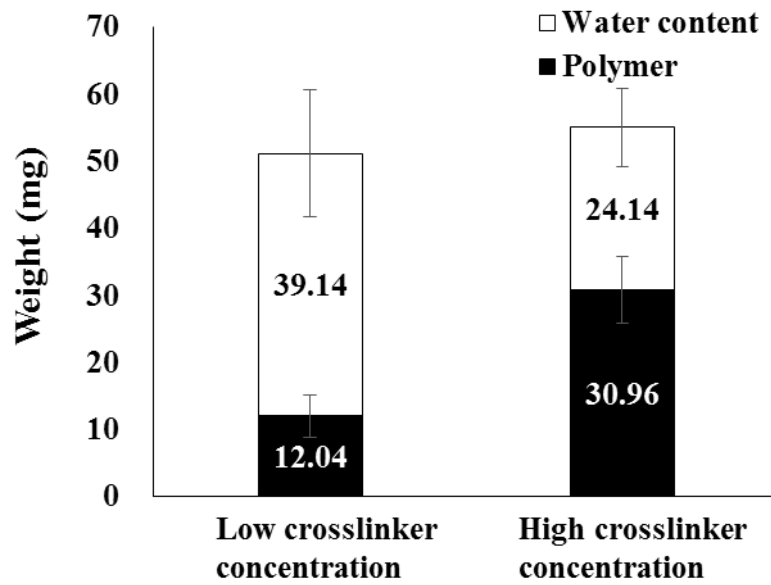 Water content
Polymer
Weight (mg)
70
60
50
40
30
20
10
0
39.14
12.04
24.14
30.96
Low crosslinker
concentration
High crosslinker
concentration